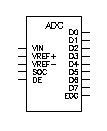 ADC
D0
D1
VIN D2
VREF+ D3
VREF- D4
SOC D5
OE D6
D7
EOC